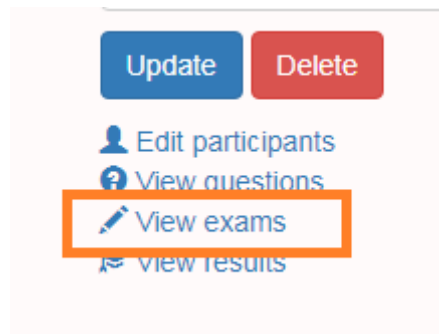 Update Delete
Edit participants
View questions
View exams
View results